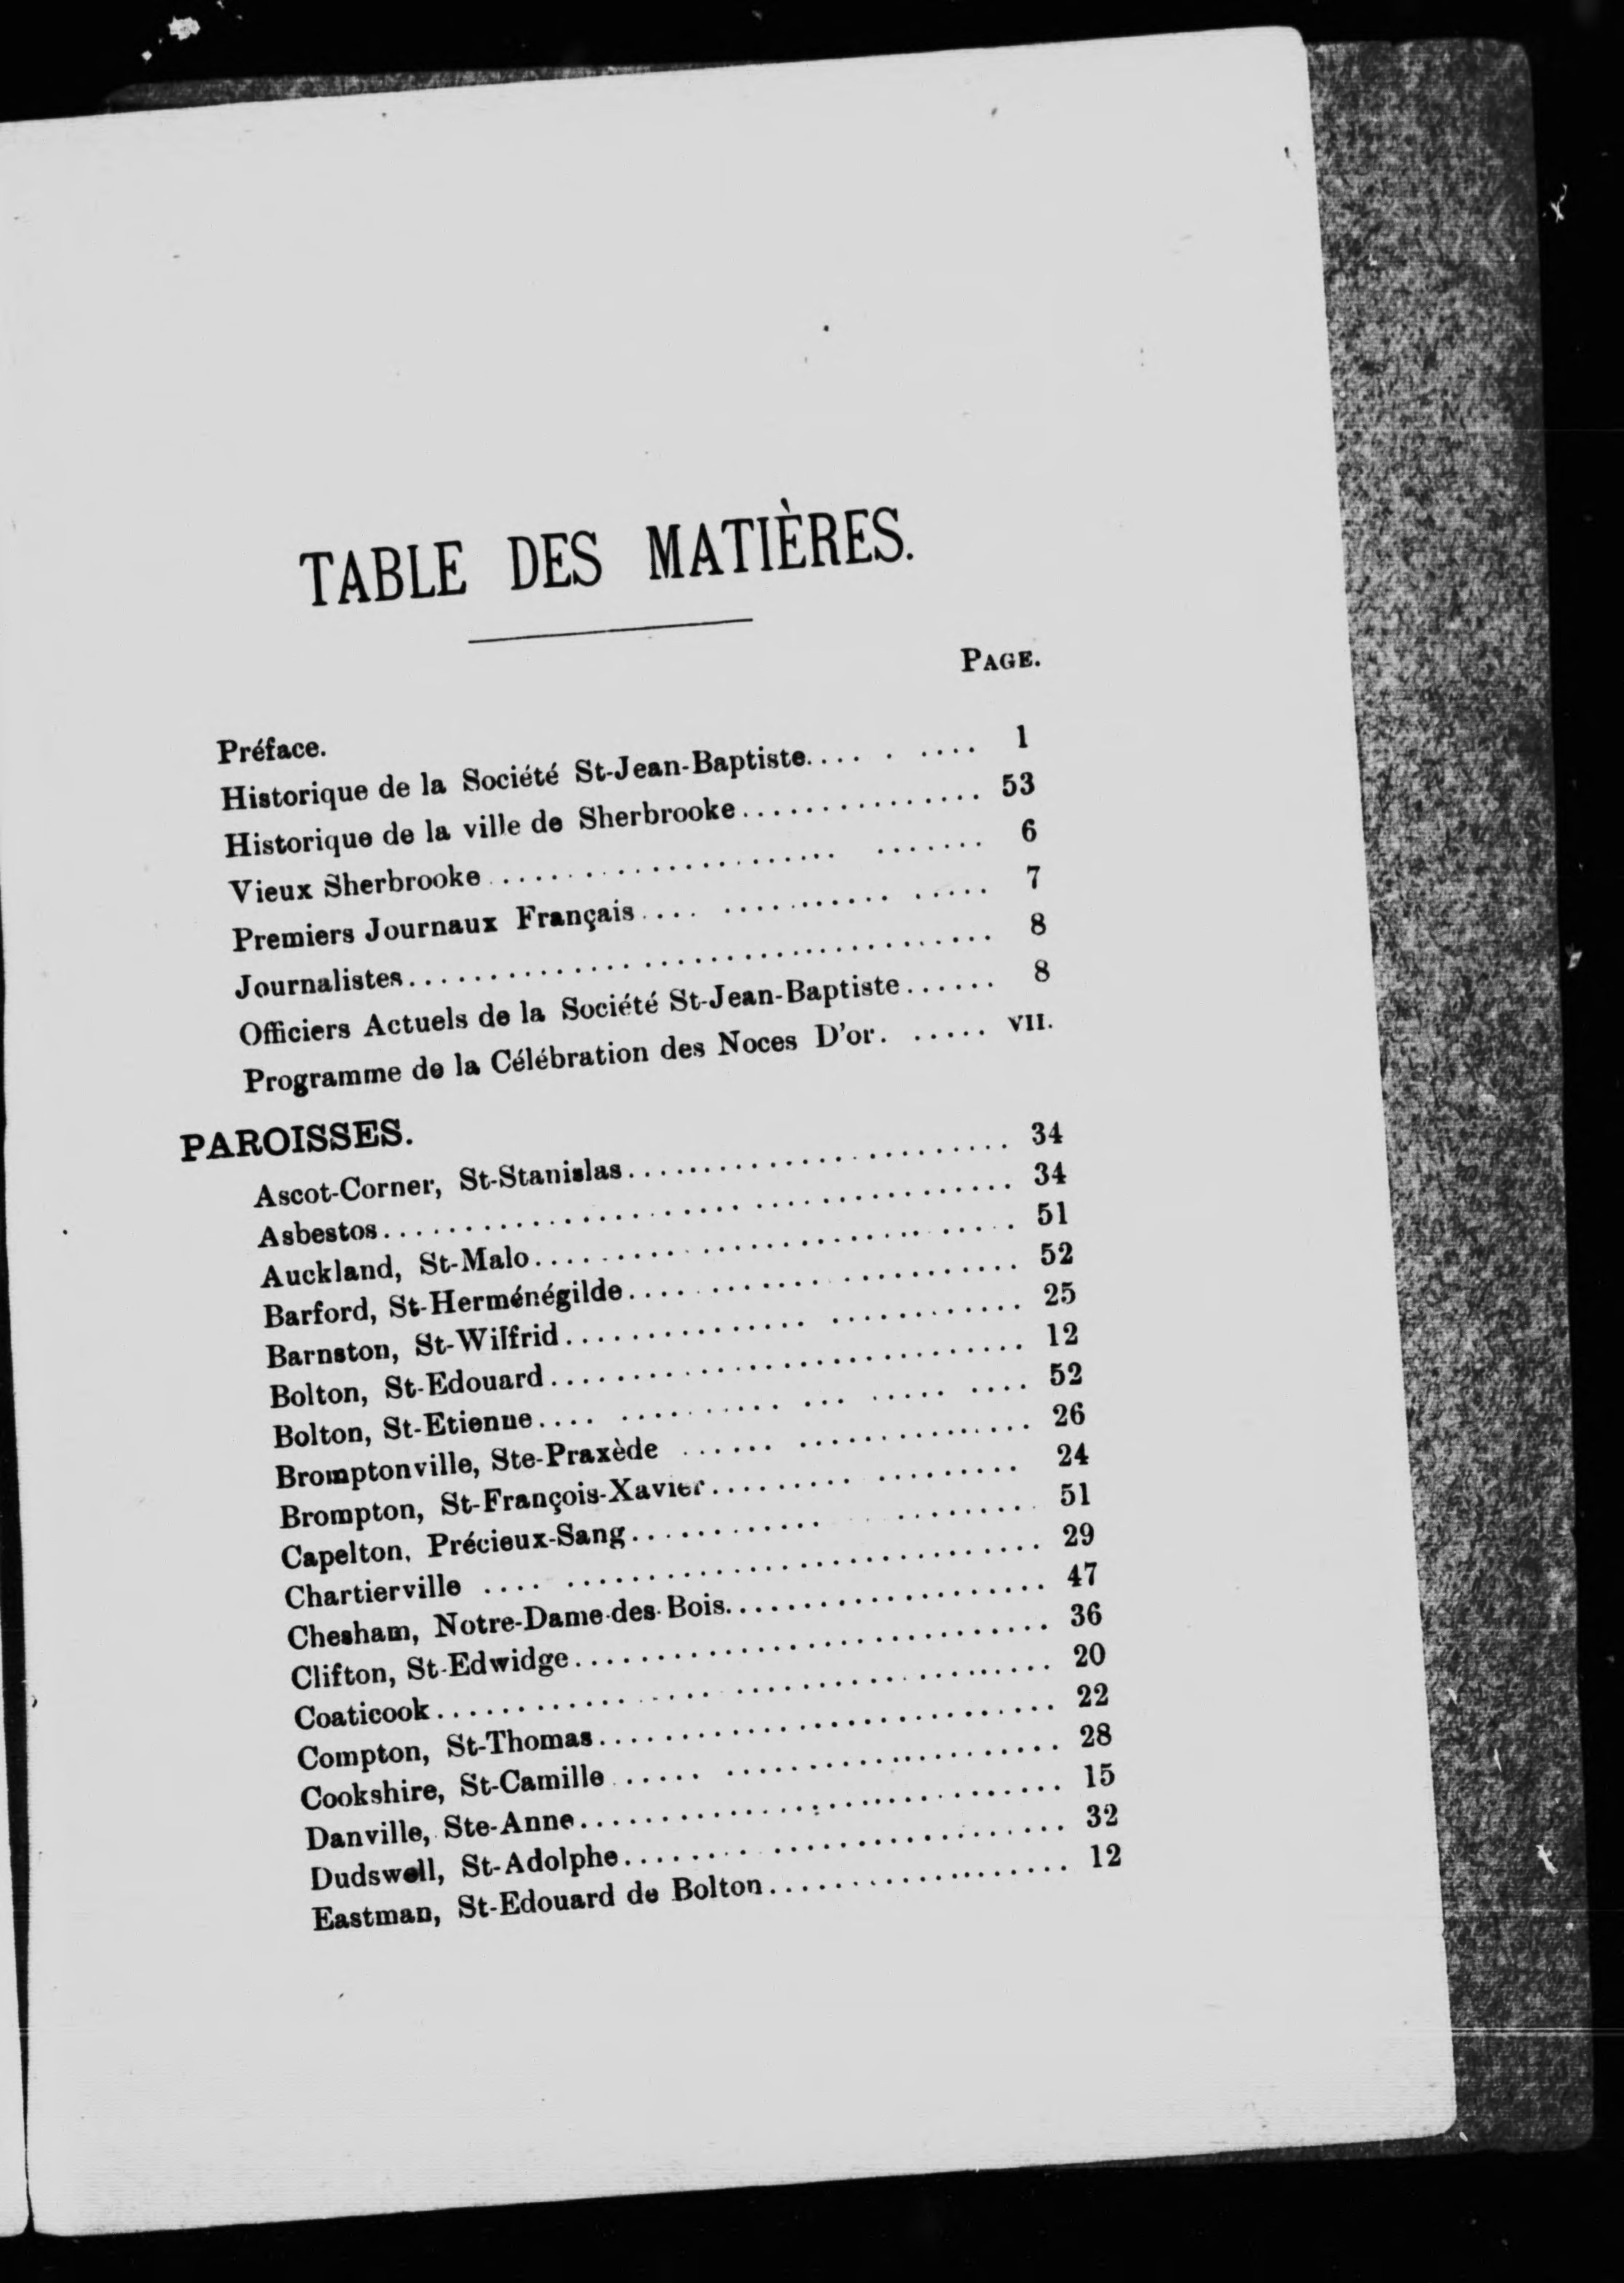 TABLE DES MATIÈRES.
PAGE.
Préface.
Historique de la Société St-Jean-Baptiste.... . .... 1
Historique de la ville de Sherbrooke............... 53
Vieux Sherbrooke...................... ....... 6
Premiers Journaux Français.... ........... ..... 7
Journalistes.................................... 8
Officiers Actuels de la Société St-Jean-Baptiste...... 8
Programme de la Célébration des Noces D'or. ..... VII.
PAROISSES.
Ascot-Corner, St-Stanislas........................ 34
Asbestos....................................... 34
Auckland, St-Malo.............................. 51
Barford, St-Herménégilde........................ 52
Barnston, St-Wilfrid............... ............ 25
Bolton, St-Edouard............................. 12
Bolton, St-Etienne.... .......... ... ..... .... 52
Bromptonville, Ste-Praxède ...... .............. 26
Brompton, St-François-Xavier......... ......... 24
Capelton, Précieux-Sang............ ......... 51
Chartierville .... ............................. 29
Chesham, Notre-Dame-des-Bois.................... 47
Clifton, St-Edwidge............................. 36
Coaticook...................................... 20
Compton, St-Thomas............................ 22
Cookshire, St-Camille ..... ..................... 28
Danville, Ste-Anne.............................. 15
Dudswell, St-Adolphe........ ................... 32
Eastman, St-Edouard de Bolton................... 12